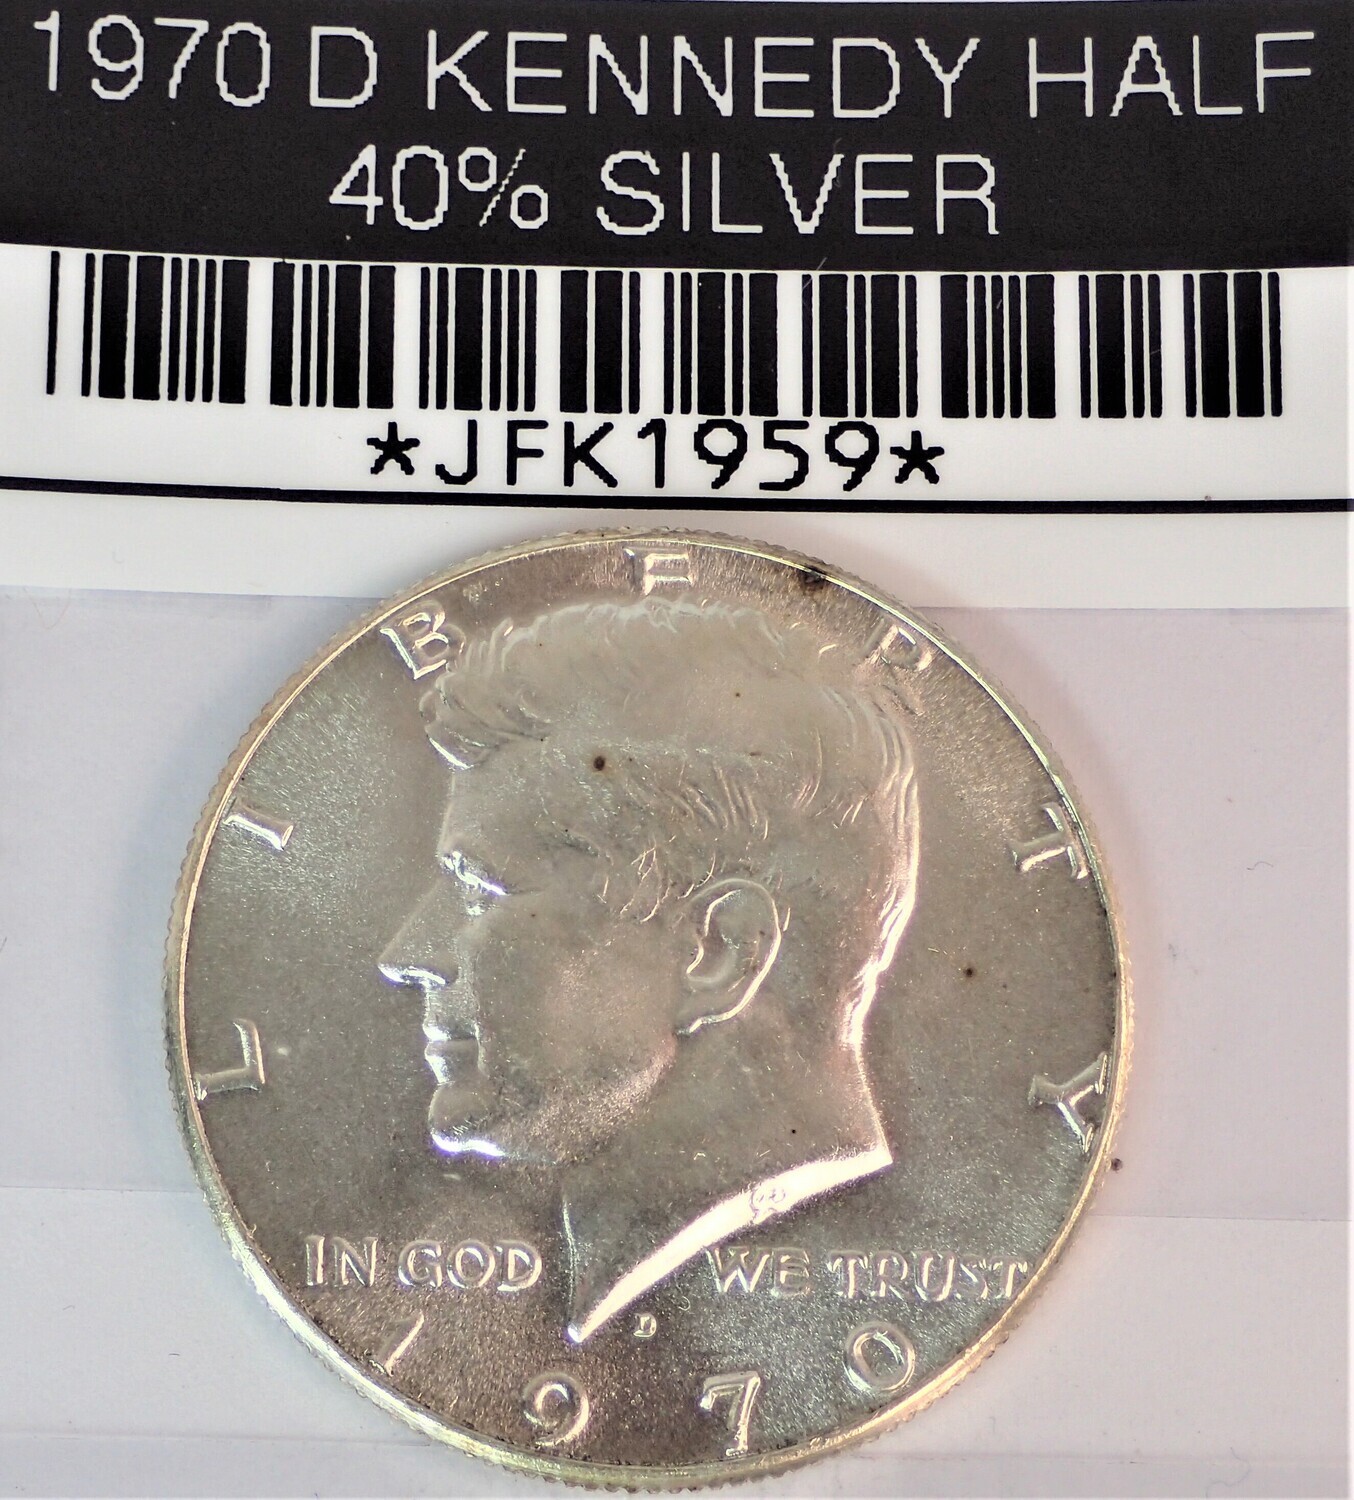 1970 D KENNEDY HALF
40% SILVER
*JFK1959*
LIBERTY
IN GOD WE TRUST
D
1970